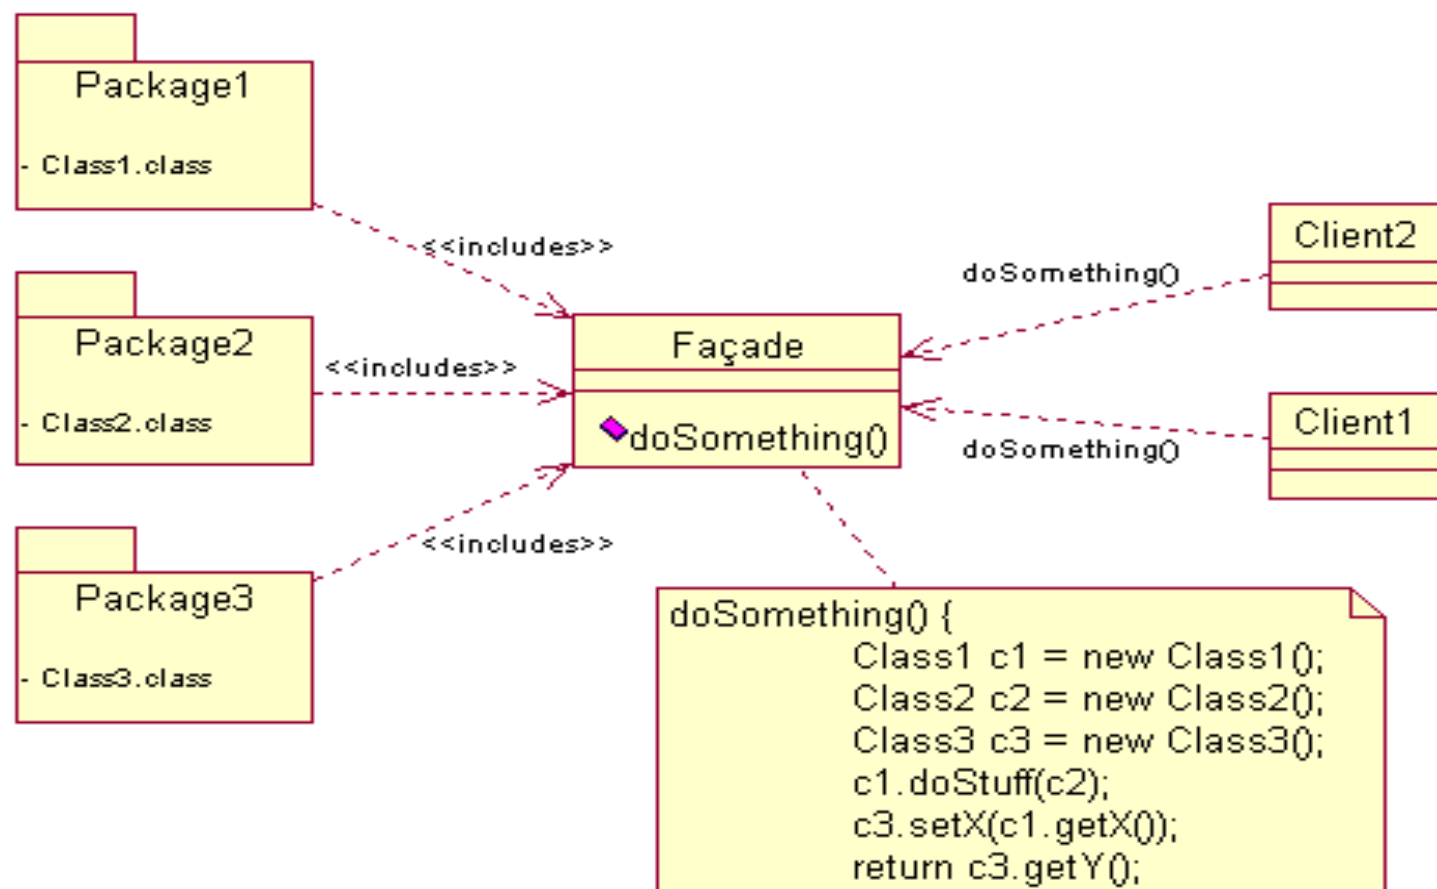 Package1
- Class1.class
<<includes>>
Package2
- Class2.class
<<includes>>
Package3
- Class3.class
<<includes>>
Façade
doSomething()
Client2
doSomething()
Client1
doSomething()
doSomething() {
Class1 c1 = new Class1();
Class2 c2 = new Class2();
Class3 c3 = new Class3();
c1.doStuff(c2);
c3.setX(c1.getX());
return c3.getY();